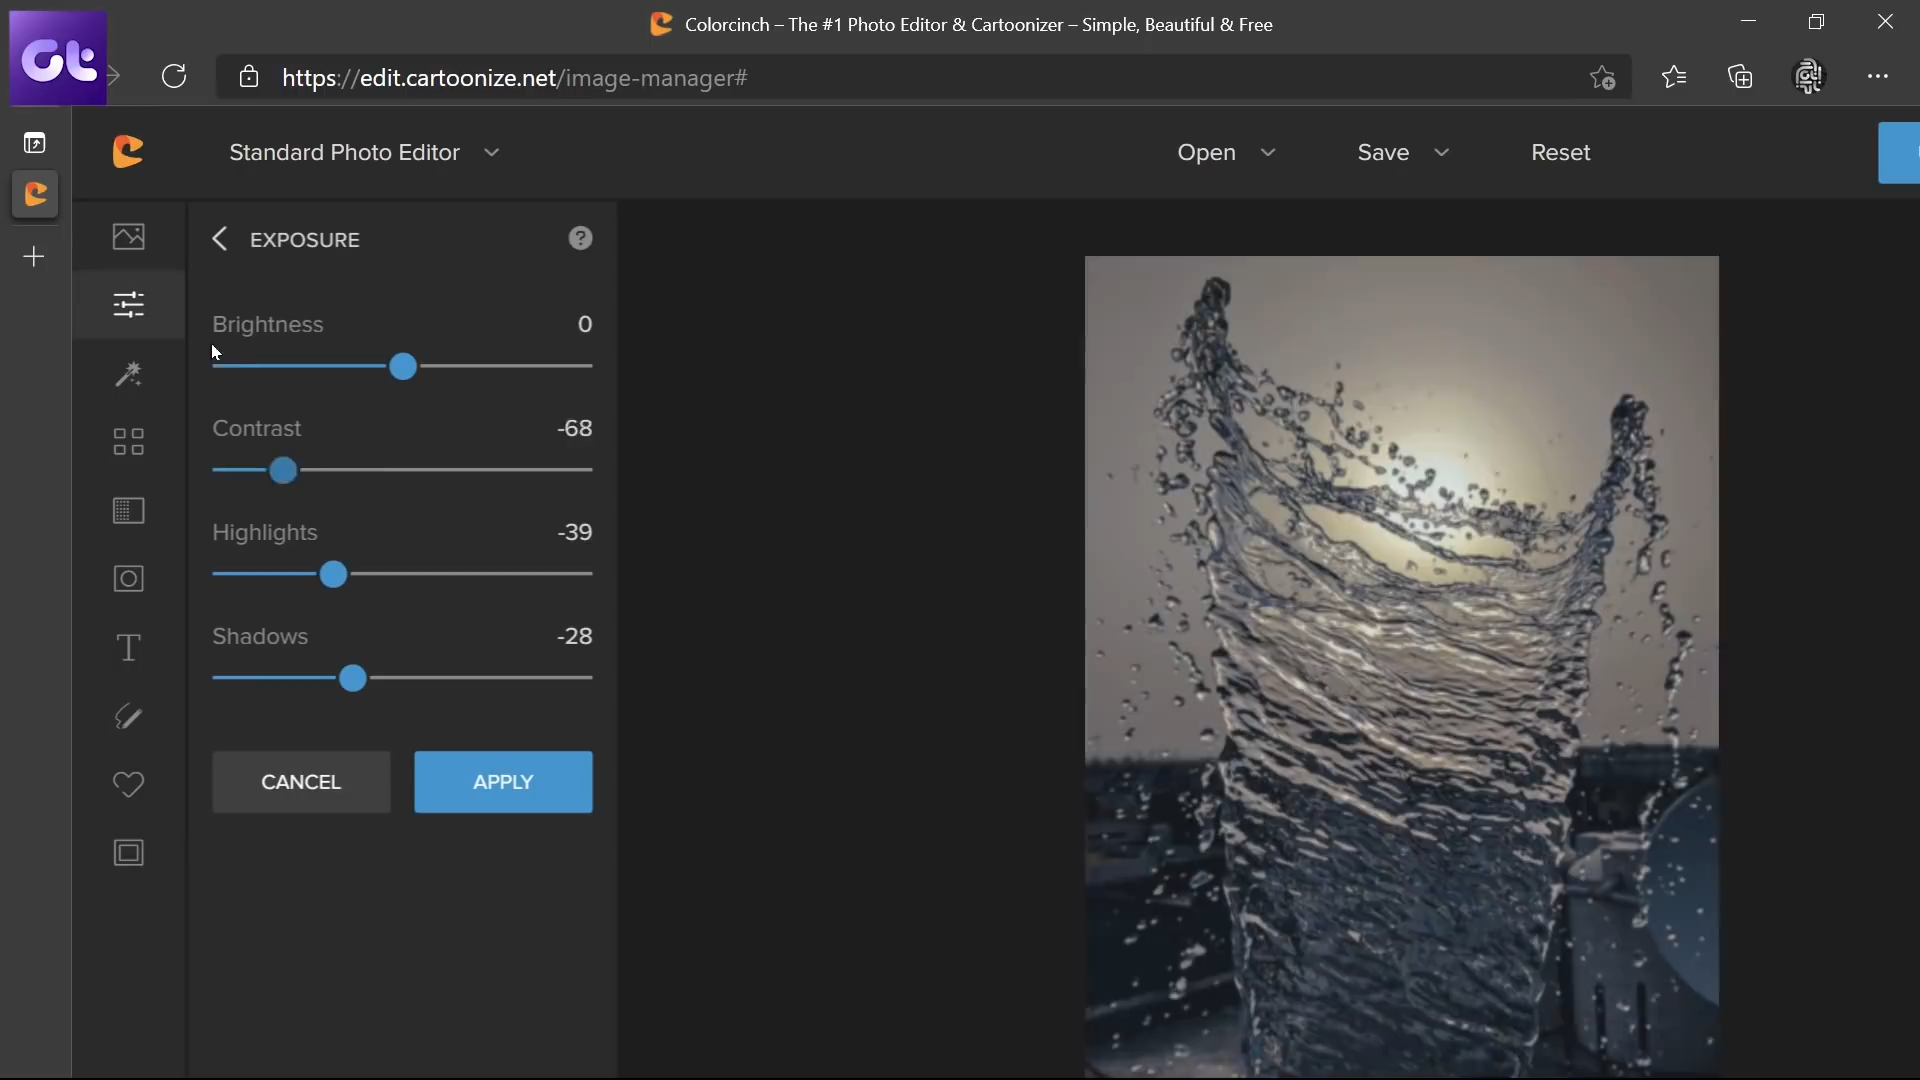 Colorcinch – The #1 Photo Editor & Cartoonizer – Simple, Beautiful & Free
Gt
https://edit.cartoonize.net/image-manager#
Standard Photo Editor
Open
Save
Reset
EXPOSURE
?
Brightness 0
Contrast -68
Highlights -39
Shadows -28
CANCEL
APPLY